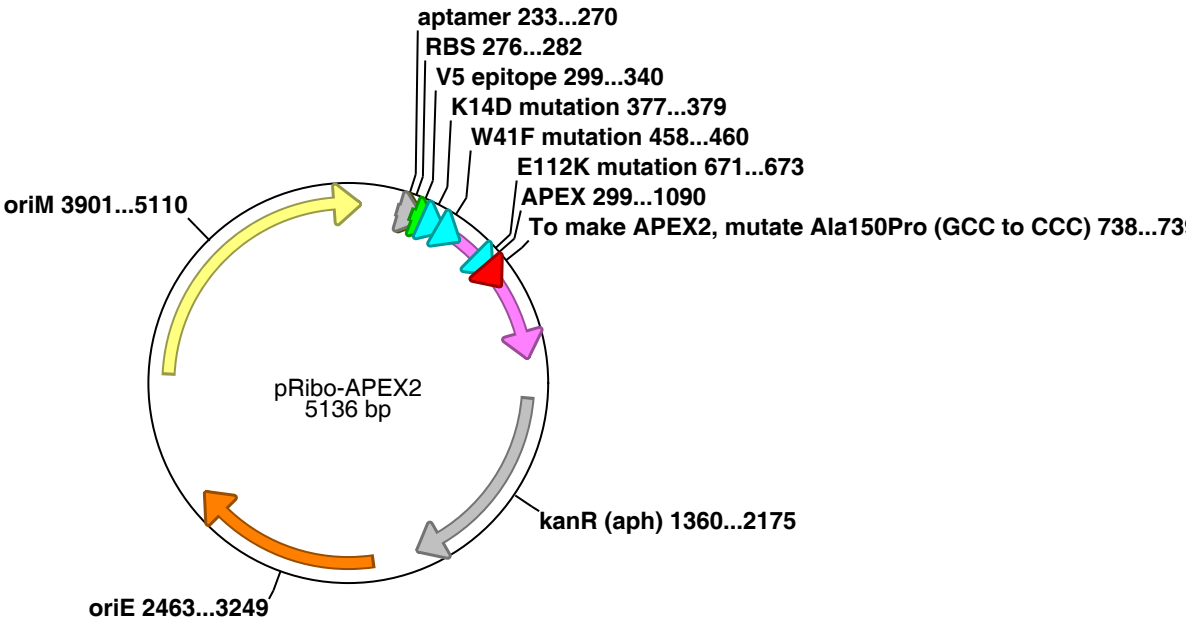 aptamer 233...270
RBS 276...282
V5 epitope 299...340
K14D mutation 377...379
W41F mutation 458...460
E112K mutation 671...673
APEX 299...1090
To make APEX2, mutate Ala150Pro (GCC to CCC) 738...739
oriM 3901...5110
pRibo-APEX2
5136 bp
kanR (aph) 1360...2175
oriE 2463...3249